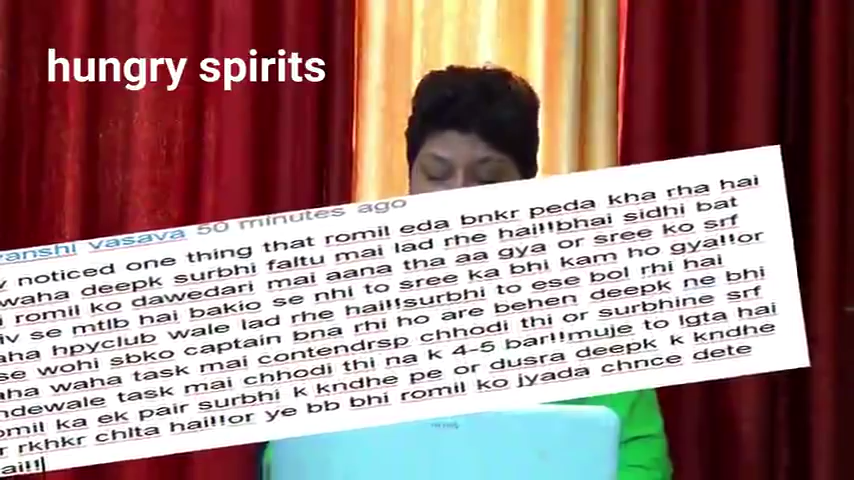 hungry spirits
vasava 50 minutes ago
noticed one thing that romil eda bnkr peda kha rha hai
waha deepk surbhi faltu mai lad rhe hai!!bhai sidhi bat
romil ko dawedari mai aana tha aa gya or sree ko srf
se mtlb hai bakio se nhi to sree ka bhi kam ho gya!!or
hpyclub wale lad rhe hai!!surbhi to ese bol rhi hai
wohi sbko captain bna rhi ho are behen deepk ne bhi
waha task mai contendrsp chhodi thi or surbhine srf
task mai chhodi thi na k 4-5 bar!!muje to lgta hai
ka ek pair surbhi k kndhe pe or dusra deepk k kndhe
rkhkr chlta hai!!or ye bb bhi romil ko jyada chnce dete